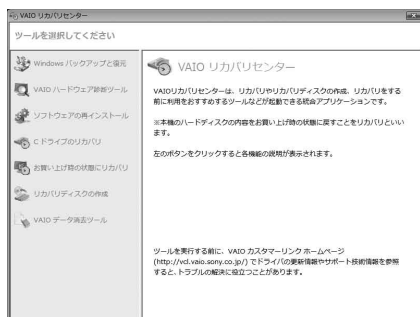 VAIO リカバリセンター
ツールを選択してください
Windows バックアップと復元
VAIO ハードウェア診断ツール
ソフトウェアの再インストール
C ドライブのリカバリ
お買い上げ時の状態にリカバリ
リカバリディスクの作成
VAIO データ消去ツール
VAIO リカバリセンター
VAIOリカバリセンターは、リカバリやリカバリディスクの作成、リカバリをする
前に利用をおすすめするツールなどが起動できる統合アプリケーションです。
※本機のハードディスクの内容をお買い上げ時の状態に戻すことをリカバリといい
ます。
左のボタンをクリックすると各機能の説明が表示されます。
ツールを実行する前に、VAIO カスタマーリンク ホームページ
(http://vcl.vaio.sony.co.jp/) でドライバの更新情報やサポート技術情報を参照
すると、トラブルの解決に役立つことがあります。